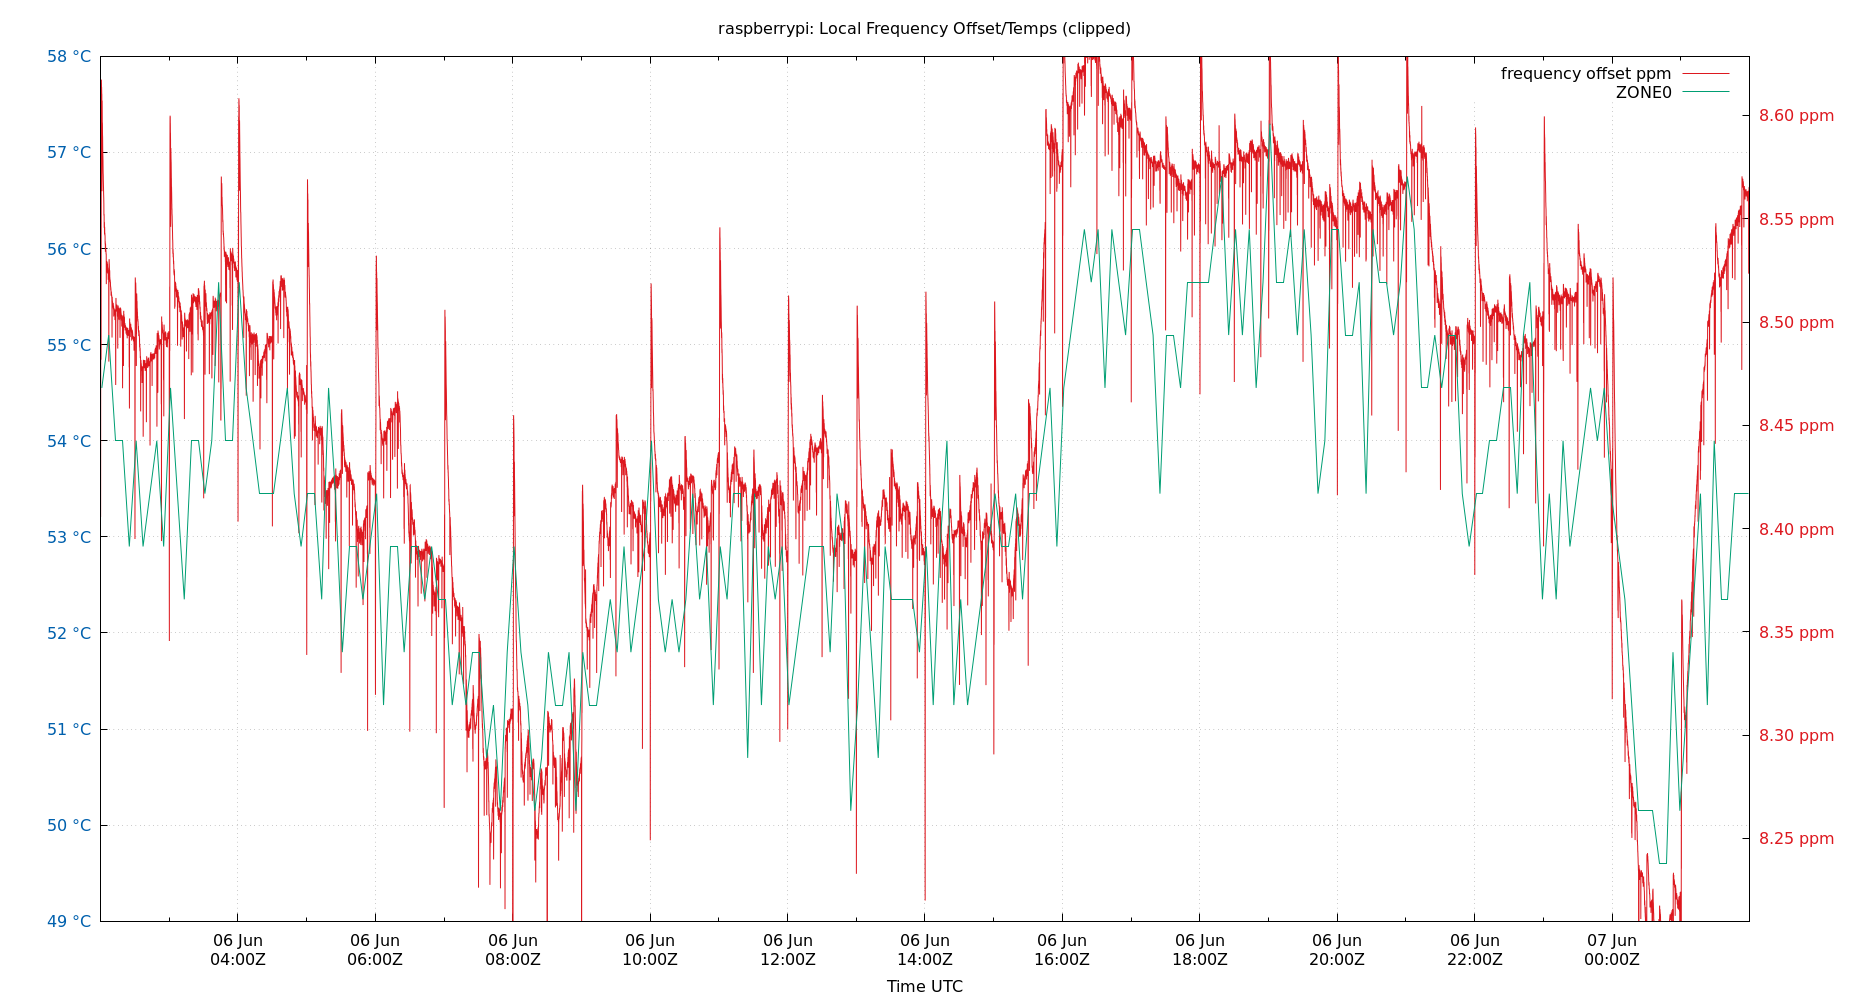 raspberrypi: Local Frequency Offset/Temps (clipped)
58 °C
57 °C
56 °C
55 °C
54 °C
53 °C
52 °C
51 °C
50 °C
49 °C
frequency offset ppm
ZONE0
8.60 ppm
8.55 ppm
8.50 ppm
8.45 ppm
8.40 ppm
8.35 ppm
8.30 ppm
8.25 ppm
06 Jun 06 Jun 06 Jun 06 Jun 06 Jun 06 Jun 06 Jun 06 Jun 06 Jun 06 Jun 07 Jun
04:00Z 06:00Z 08:00Z 10:00Z 12:00Z 14:00Z 16:00Z 18:00Z 20:00Z 22:00Z 00:00Z
Time UTC